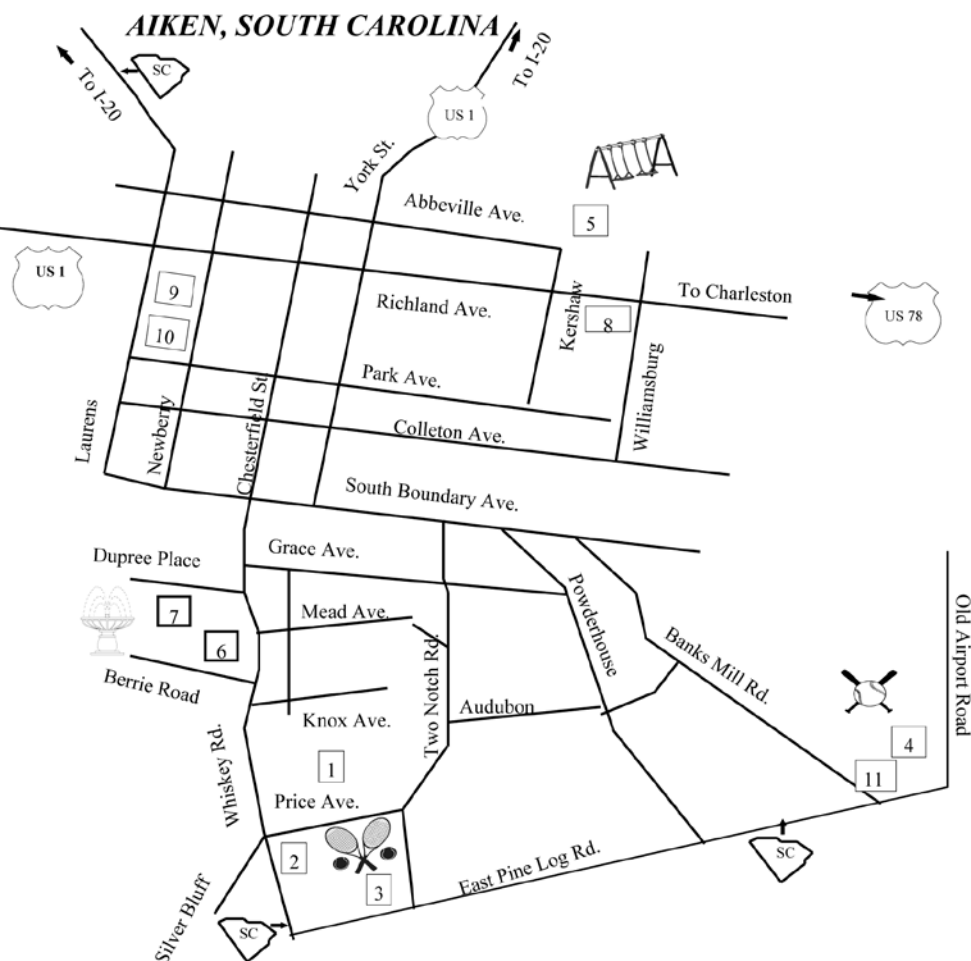 AIKEN, SOUTH CAROLINA
To I-20
SC
To I-20
US 1
York St.
Abbeville Ave.
5
US 1
9
Richland Ave.
Kershaw
To Charleston
US 78
10
8
Park Ave.
Williamsburg
Laurens
Newberry
Chesterfield St.
Colleton Ave.
South Boundary Ave.
Dupree Place
Grace Ave.
7
Mead Ave.
Powderhouse
Old Airport Road
6
Berrie Road
Two Notch Rd.
Banks Mill Rd.
Knox Ave.
Audubon
Whiskey Rd.
1
4
11
Price Ave.
2
3
East Pine Log Rd.
SC
Silver Bluff
SC